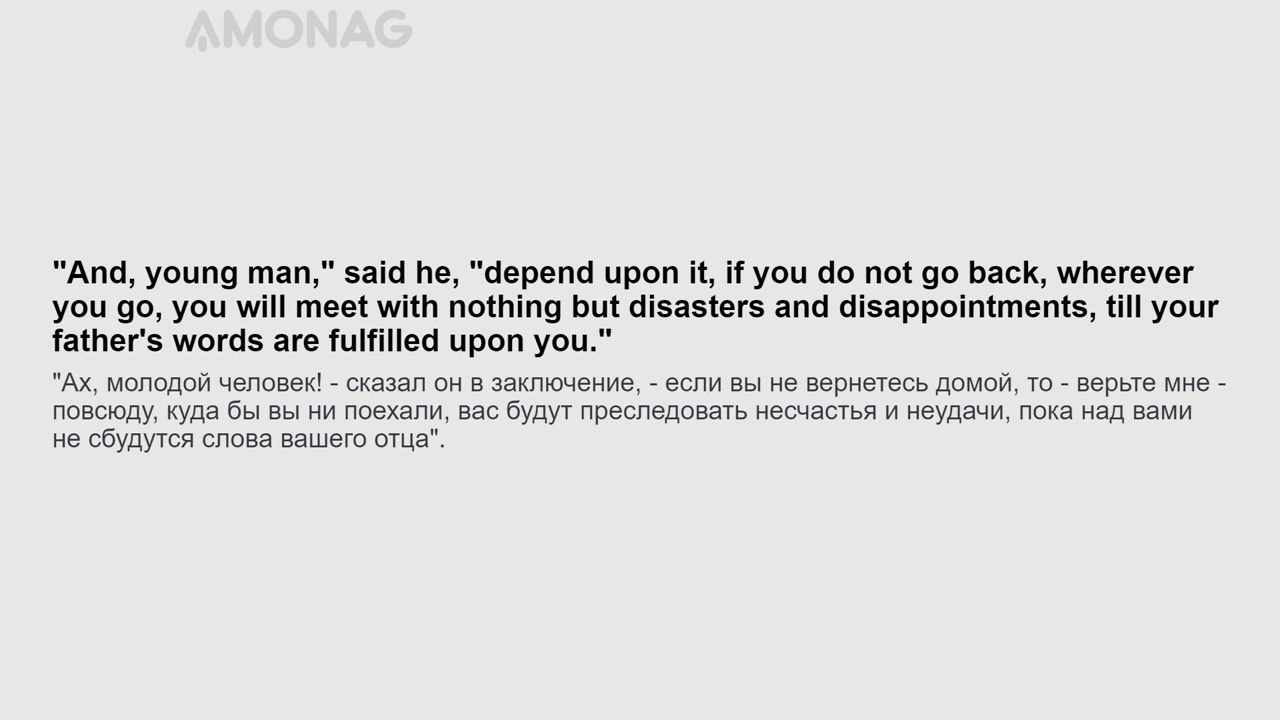 AMONAG
"And, young man," said he, "depend upon it, if you do not go back, wherever
you go, you will meet with nothing but disasters and disappointments, till your
father's words are fulfilled upon you."
"Ах, молодой человек! - сказал он в заключение, - если вы не вернетесь домой, то - верьте мне -
повсюду, куда бы вы ни поехали, вас будут преследовать несчастья и неудачи, пока над вами
не сбудутся слова вашего отца".